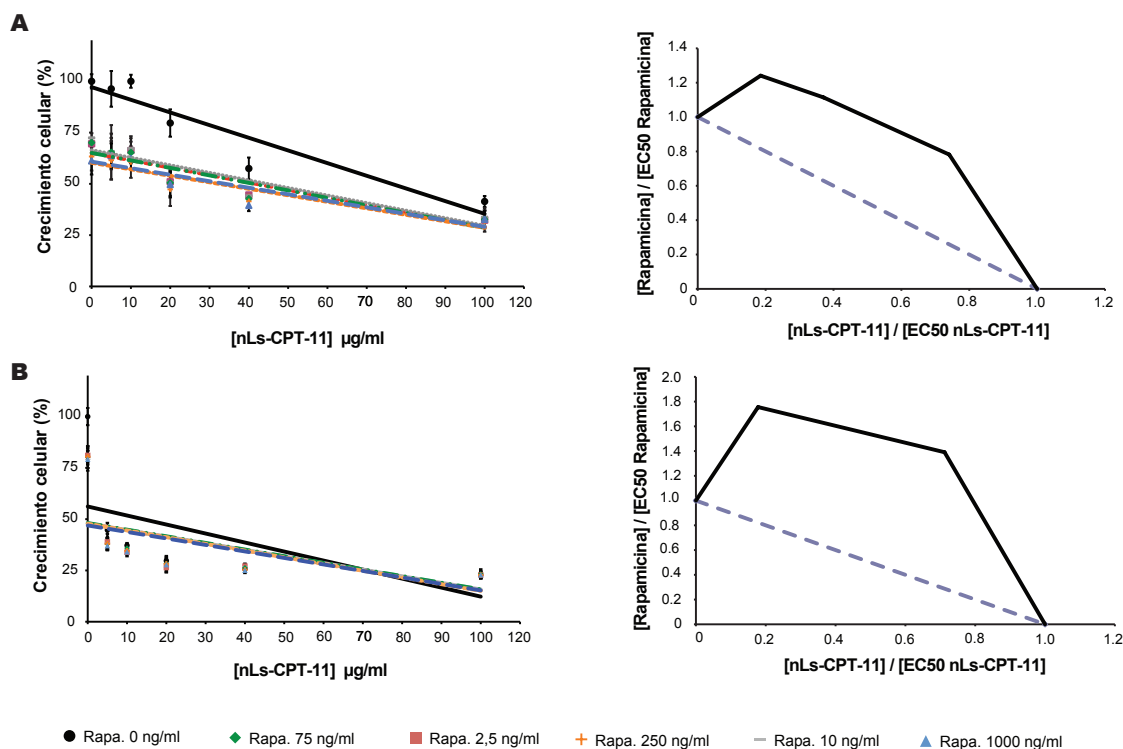 A
Crecimiento celular (%)
100
75
50
25
0
0 10 20 30 40 50 60 70 80 90 100 120
[nLs-CPT-11] µg/ml
[Rapamicina] / [EC50 Rapamicina]
1.4
1.2
1.0
0.8
0.6
0.4
0.2
0
0 0.2 0.4 0.6 0.8 1.0 1.2
[nLs-CPT-11] / [EC50 nLs-CPT-11]
B
Crecimiento celular (%)
100
75
50
25
0
0 10 20 30 40 50 60 70 80 90 100 120
[nLs-CPT-11] µg/ml
[Rapamicina] / [EC50 Rapamicina]
2.0
1.8
1.6
1.4
1.2
1.0
0.8
0.6
0.4
0.2
0
0 0.2 0.4 0.6 0.8 1.0 1.2
[nLs-CPT-11] / [EC50 nLs-CPT-11]
Rapa. 0 ng/ml Rapa. 75 ng/ml Rapa. 2,5 ng/ml Rapa. 250 ng/ml Rapa. 10 ng/ml Rapa. 1000 ng/ml